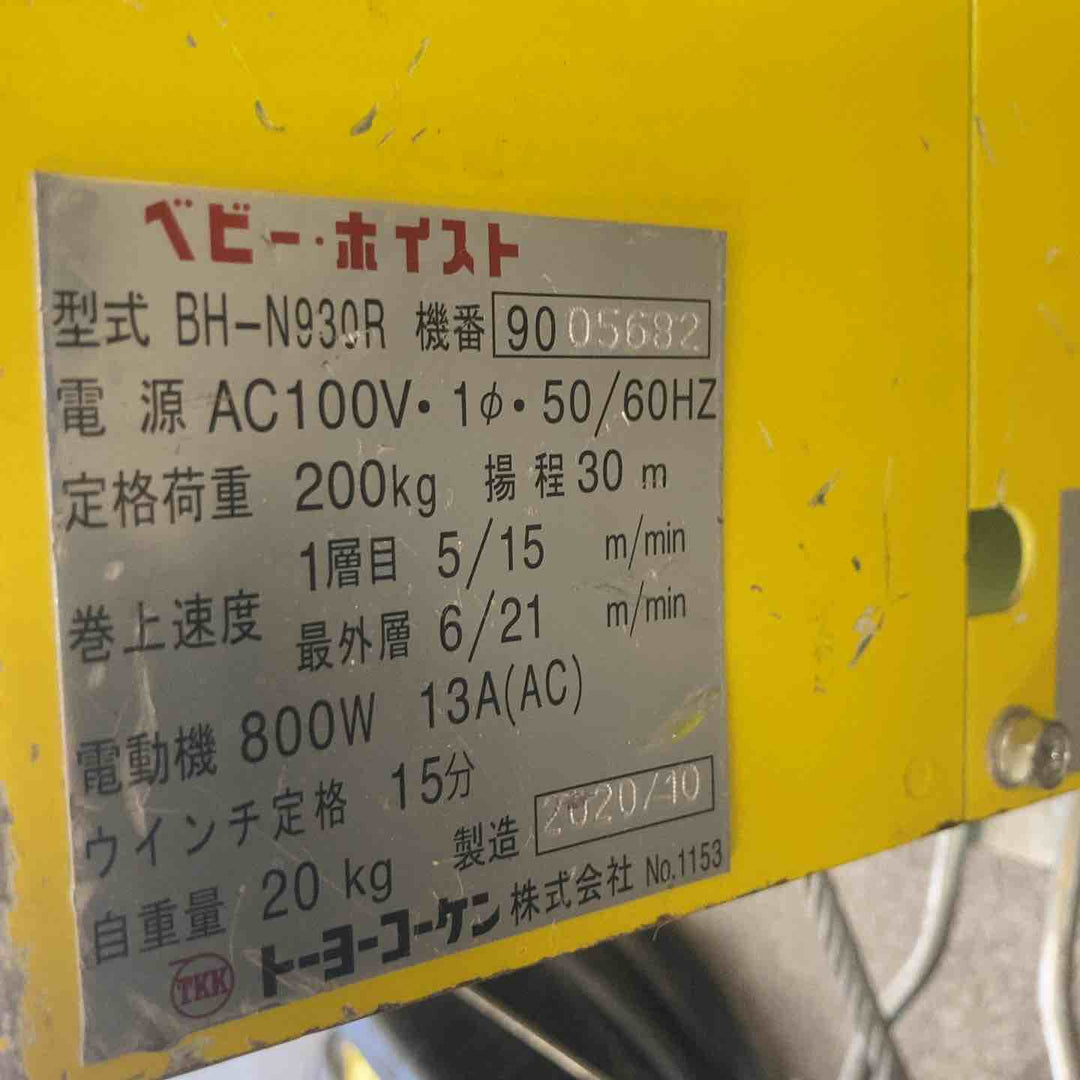 ベビー・ホイスト
型式 BH-N930R 機番 90 05682
電源 AC100V・1φ・50/60HZ
定格荷重 200kg 揚程 30 m
巻上速度 1層目 5/15 m/min
最外層 6/21 m/min
電動機 800W 13A(AC)
ウインチ定格 15分
自重量 20 kg 製造 2020/10
TKK トーヨーコーケン株式会社 No.1153